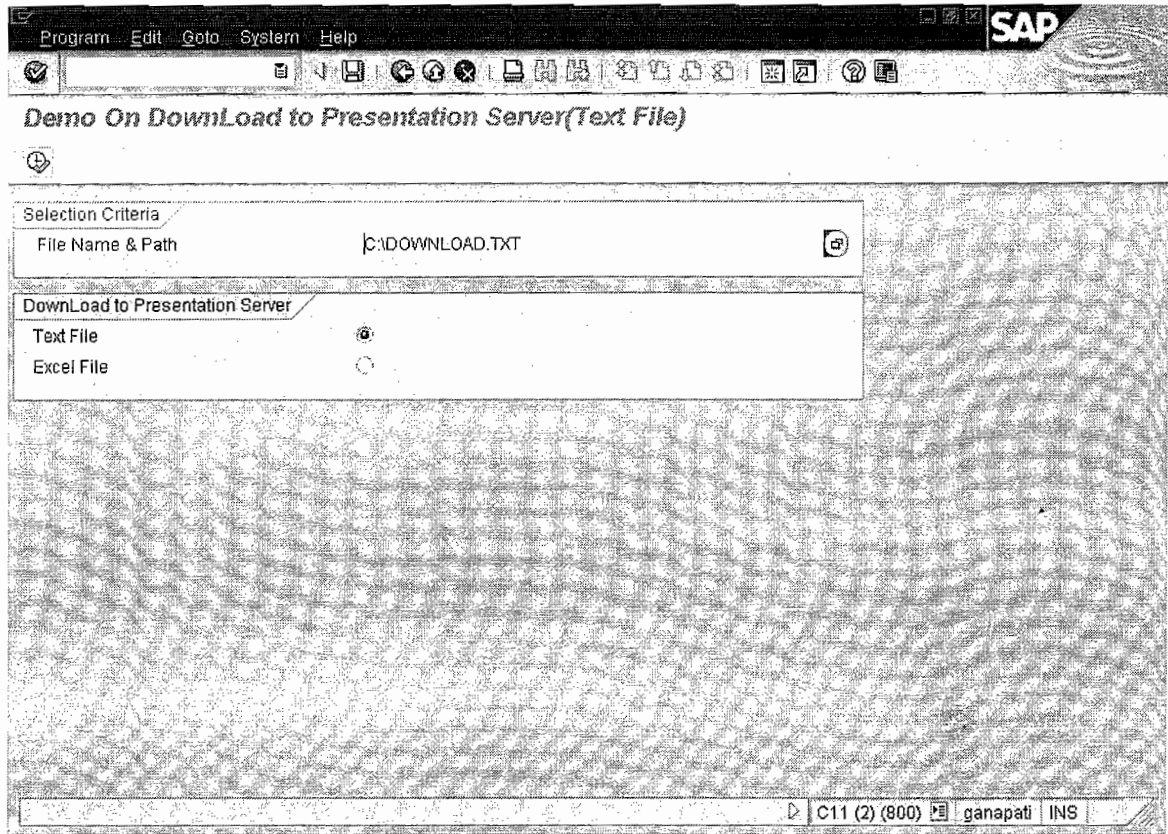 SAP
Program Edit Goto System Help
Demo On DownLoad to Presentation Server(Text File)
Selection Criteria
File Name & Path C:\DOWNLOAD.TXT
DownLoad to Presentation Server
Text File
Excel File
C11 (2) (800) ganapati INS